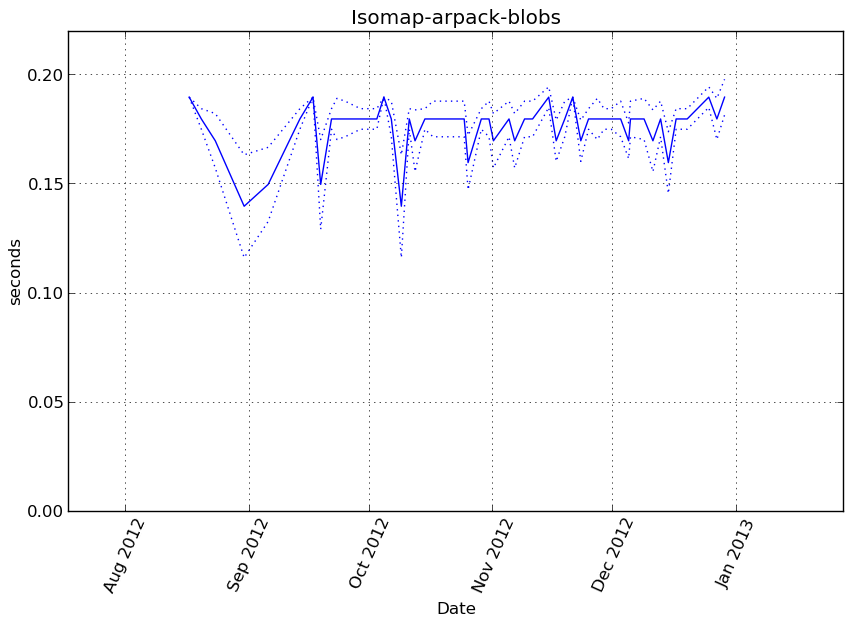 Isomap-arpack-blobs
0.20
0.15
0.10
0.05
0.00
seconds
Aug 2012
Sep 2012
Oct 2012
Nov 2012
Dec 2012
Jan 2013
Date